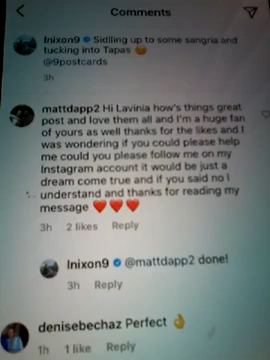 Comments
lnixon9 Sidling up to some sangria and
tucking into Tapas
@9postcards
3h
mattdapp2 Hi Lavinia how's things great
post and love them all and I'm a huge fan
of yours as well thanks for the likes and I
was wondering if you could please help
me could you please follow me on my
Instagram account it would be just a
dream come true and if you said no I
understand and thanks for reading my
message ❤️❤️❤️
3h 2 likes Reply
lnixon9 @mattdapp2 done!
3h Reply
denisebechaz Perfect 👌
1h 1 like Reply